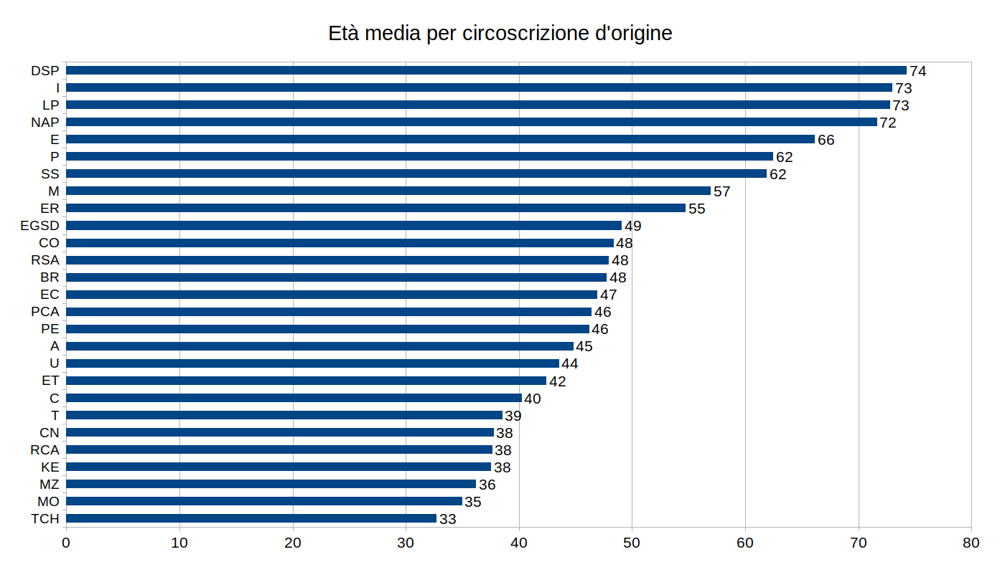 Età media per circoscrizione d'origine
DSP 74
I 73
LP 73
NAP 72
E 66
P 62
SS 62
M 57
ER 55
EGSD 49
CO 48
RSA 48
BR 48
EC 47
PCA 46
PE 46
A 45
U 44
ET 42
C 40
T 39
CN 38
RCA 38
KE 38
MZ 36
MO 35
TCH 33
0 10 20 30 40 50 60 70 80